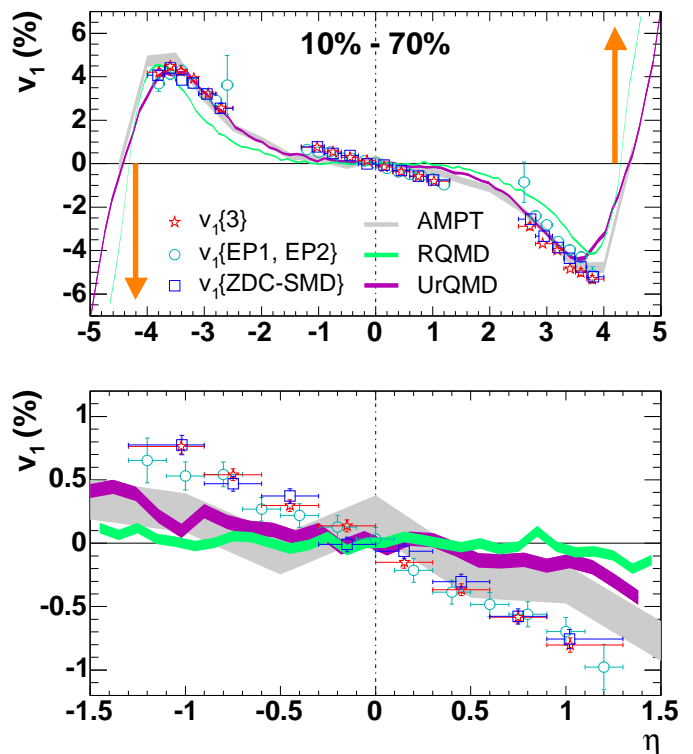 v1 (%)
10% - 70%
6
4
2
0
-2
-4
-6
v1{3}
v1{EP1, EP2}
v1{ZDC-SMD}
AMPT
RQMD
UrQMD
-5 -4 -3 -2 -1 0 1 2 3 4 5
v1 (%)
1
0.5
0
-0.5
-1
-1.5 -1 -0.5 0 0.5 1 1.5
η